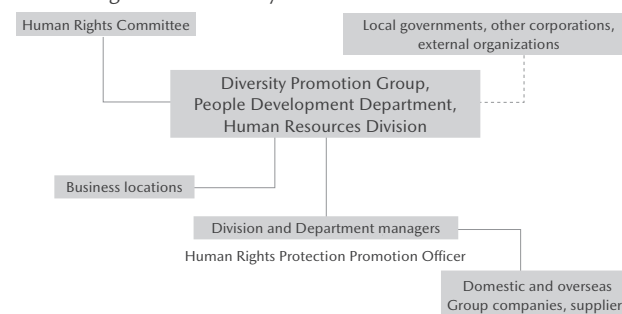 Human Rights Committee
Local governments, other corporations,
external organizations
Diversity Promotion Group,
People Development Department,
Human Resources Division
Business locations
Division and Department managers
Human Rights Protection Promotion Officer
Domestic and overseas
Group companies, supplier